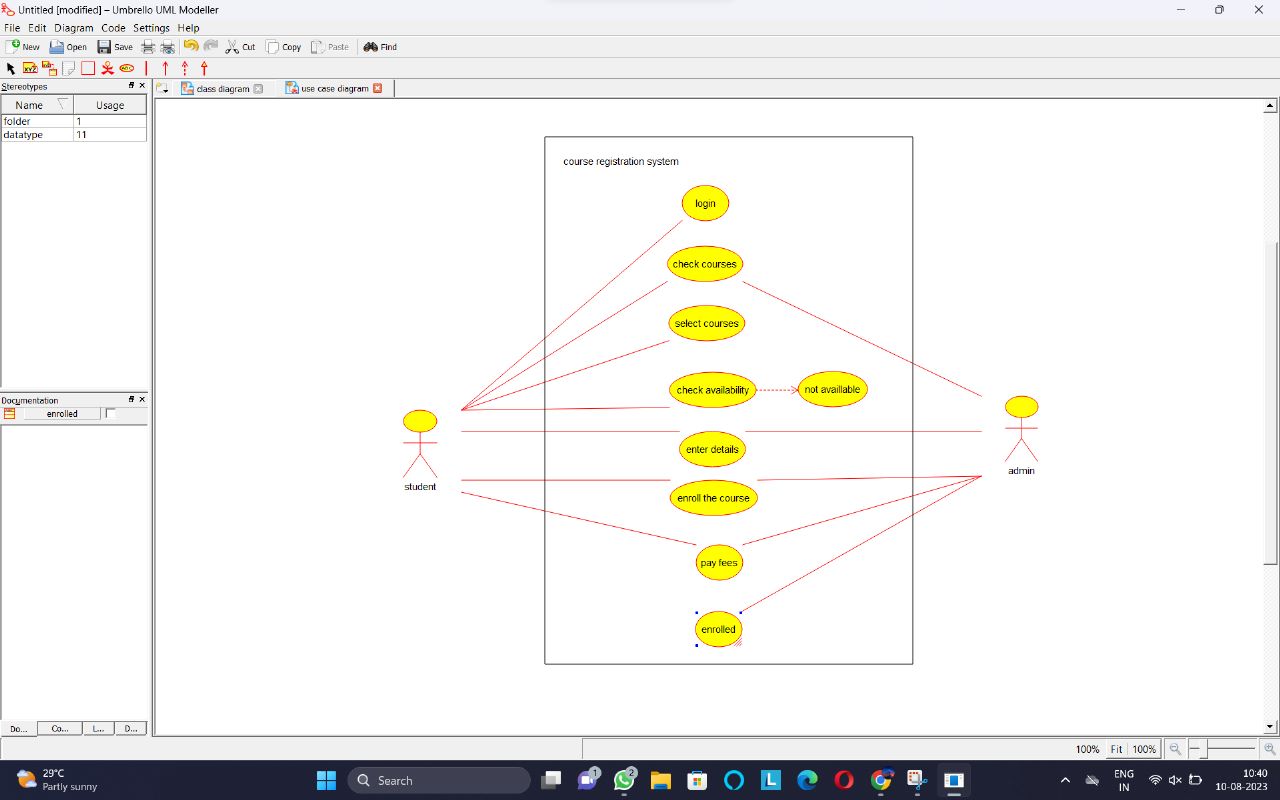 Untitled [modified] – Umbrello UML Modeller
File Edit Diagram Code Settings Help
New Open Save Cut Copy Paste Find
Stereotypes
class diagram use case diagram
Name Usage
folder 1
datatype 11
Documentation
enrolled
course registration system
login
check courses
select courses
check availability not availlable
enter details
enroll the course
pay fees
enrolled
student
admin
Do... Co... L... D...
100% Fit 100%
29°C
Partly sunny
Search
1
2
ENG
IN
10:40
10-08-2023